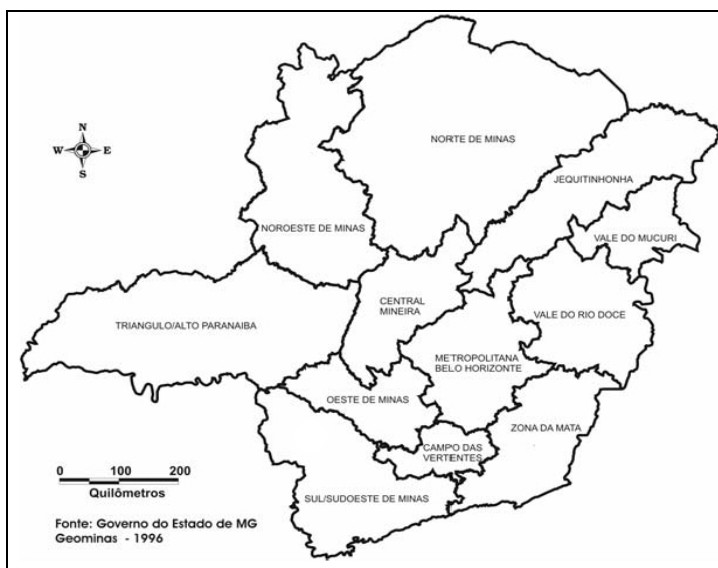 N
W E
S
NORTE DE MINAS
JEQUITINHONHA
NOROESTE DE MINAS
VALE DO MUCURI
CENTRAL
MINEIRA
VALE DO RIO DOCE
TRIANGULO/ALTO PARANAIBA
METROPOLITANA
BELO HORIZONTE
OESTE DE MINAS
ZONA DA MATA
CAMPO DAS
VERTENTES
SUL/SUDOESTE DE MINAS
0 100 200
Quilômetros
Fonte: Governo do Estado de MG
Geominas - 1996